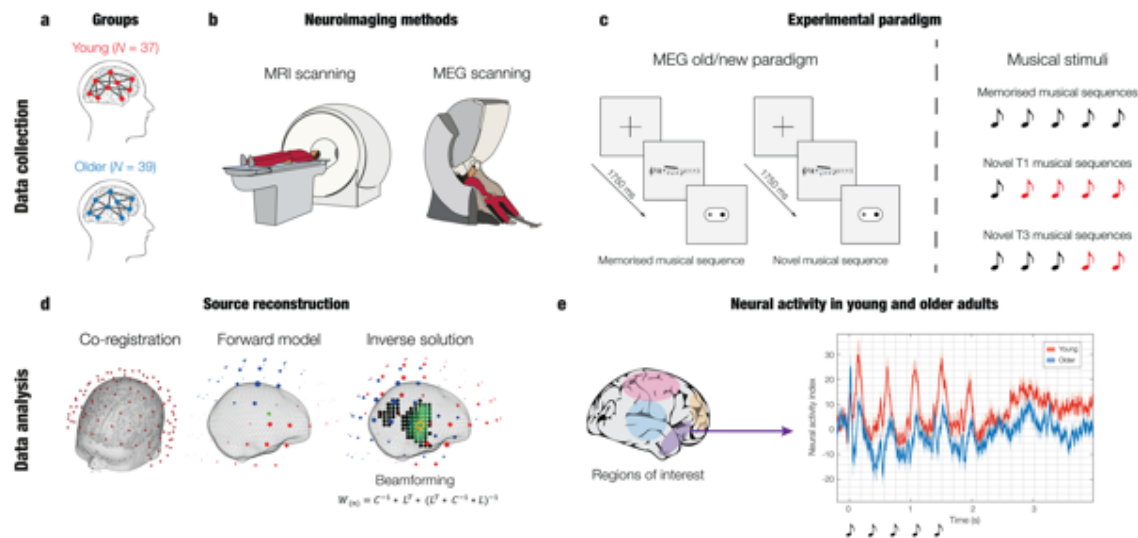 a Groups
Young (N = 37)
Older (N = 39)
Data collection
b Neuroimaging methods
MRI scanning
MEG scanning
c Experimental paradigm
MEG old/new paradigm
1750 ms
1750 ms
Memorised musical sequence
Novel musical sequence
Musical stimuli
Memorised musical sequences
Novel T1 musical sequences
Novel T3 musical sequences
Data analysis
d Source reconstruction
Co-registration
Forward model
Inverse solution
Beamforming
e Neural activity in young and older adults
Regions of interest
Neural activity index
30
20
10
0
-10
-20
Young
Older
0
1
2
3
Time (s)